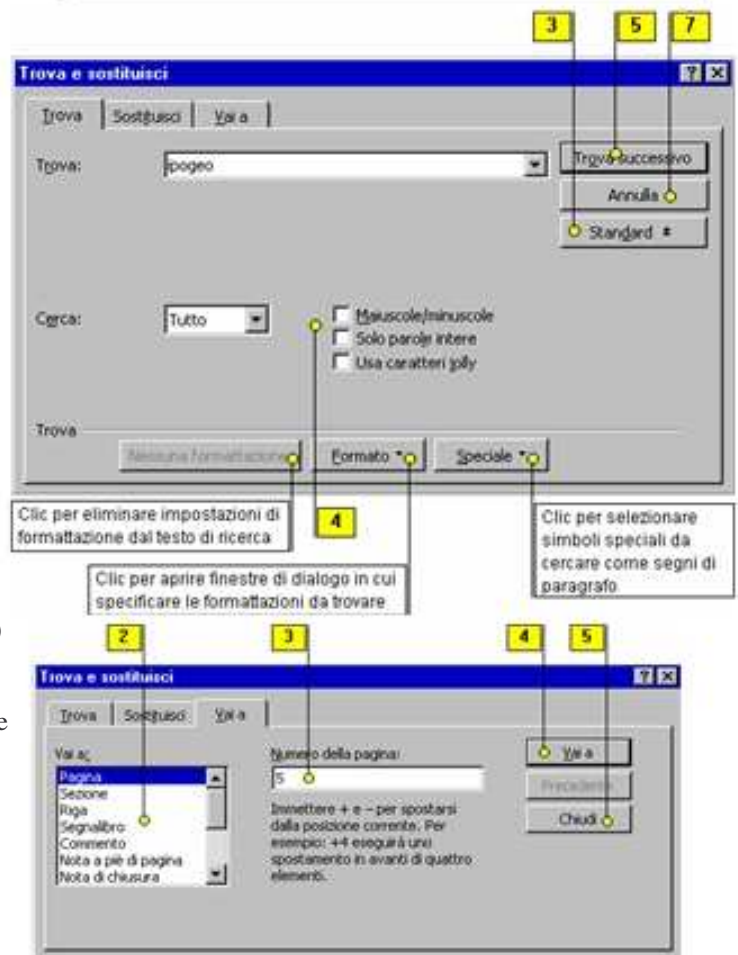 3 5 7
Trova e sostituisci
Trova Sostituisci Vai a
Trova: ipogeo Trova successivo
Annulla
Standard
Cerca: Tutto Maiuscole/minuscole
Solo parole intere
Usa caratteri jolly
Trova
Nessuna formattazione Formato Speciale
Clic per eliminare impostazioni di
formattazione dal testo di ricerca
4
Clic per selezionare
simboli speciali da
cercare come segni di
paragrafo
Clic per aprire finestre di dialogo in cui
specificare le formattazioni da trovare
)
2 3 4 5
Trova e sostituisci
e
Trova Sostituisci Vai a
Vai a: Numero della pagina: Vai a
Pagina 5 Precedente
Sezione
Riga Immettere + e – per spostarsi
Segnalibro dalla posizione corrente. Per Chiudi
Commento esempio: +4 eseguirà uno
Nota a piè di pagina spostamento in avanti di quattro
Nota di chiusura elementi.